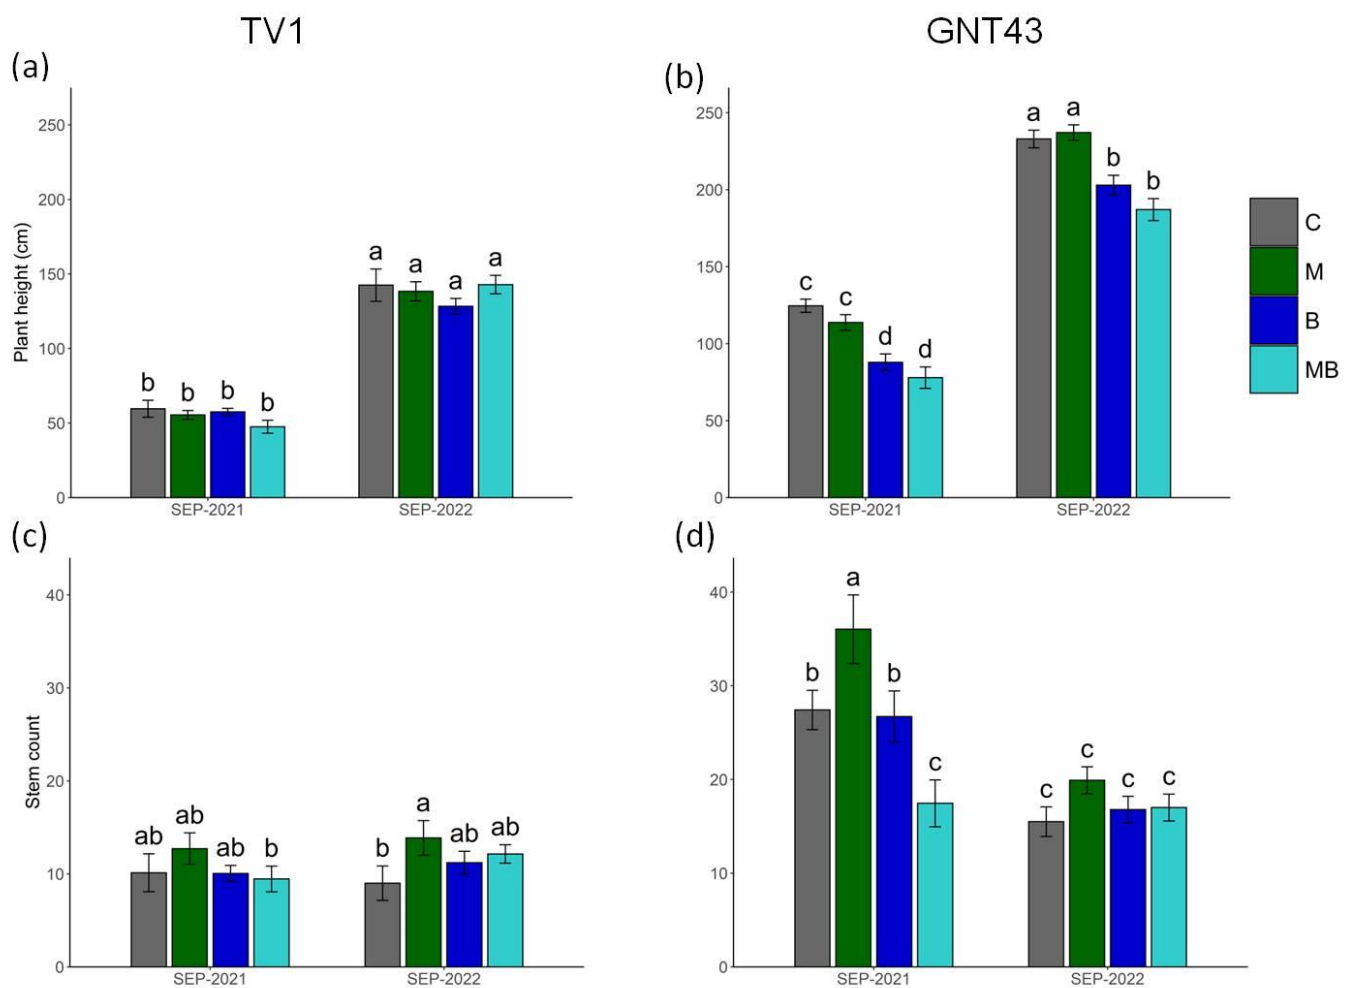 TV1
GNT43
(a)
Plant height (cm)
250
200
150
100
50
0
b
b
b
b
a
a
a
a
SEP-2021
SEP-2022
(b)
250
200
150
100
50
0
c
c
d
d
a
a
b
b
SEP-2021
SEP-2022
C
M
B
MB
(c)
Stem count
40
30
20
10
0
ab
ab
ab
b
b
a
ab
ab
SEP-2021
SEP-2022
(d)
40
30
20
10
0
b
a
b
c
c
c
c
c
SEP-2021
SEP-2022